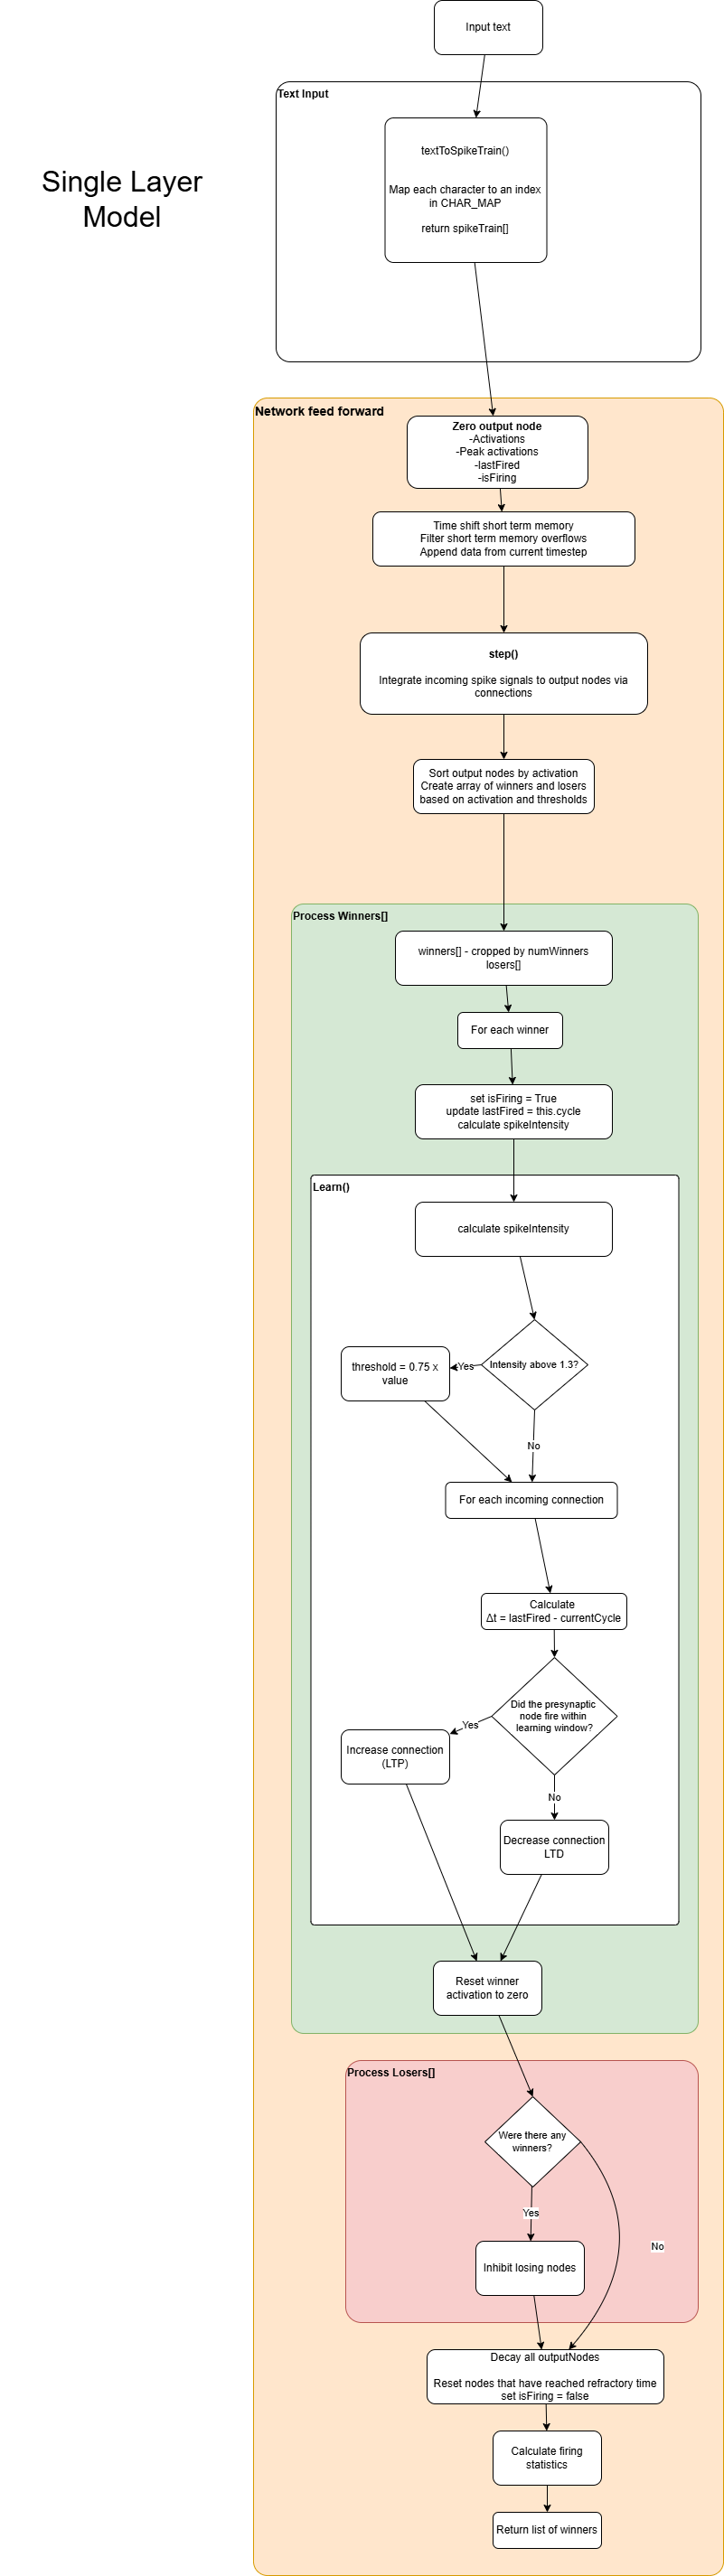 Input text
Text Input
textToSpikeTrain()
Map each character to an index
in CHAR_MAP
return spikeTrain[]
Single Layer
Model
Network feed forward
Zero output node
-Activations
-Peak activations
-lastFired
-isFiring
Time shift short term memory
Filter short term memory overflows
Append data from current timestep
step()
Integrate incoming spike signals to output nodes via
connections
Sort output nodes by activation
Create array of winners and losers
based on activation and thresholds
Process Winners[]
winners[] - cropped by numWinners
losers[]
For each winner
set isFiring = True
update lastFired = this.cycle
calculate spikeIntensity
Learn()
calculate spikeIntensity
Intensity above 1.3?
Yes
threshold = 0.75 x
value
No
For each incoming connection
Calculate
Δt = lastFired - currentCycle
Did the presynaptic
node fire within
learning window?
Yes
Increase connection
(LTP)
No
Decrease connection
LTD
Reset winner
activation to zero
Process Losers[]
Were there any
winners?
Yes
No
Inhibit losing nodes
Decay all outputNodes
Reset nodes that have reached refractory time
set isFiring = false
Calculate firing
statistics
Return list of winners